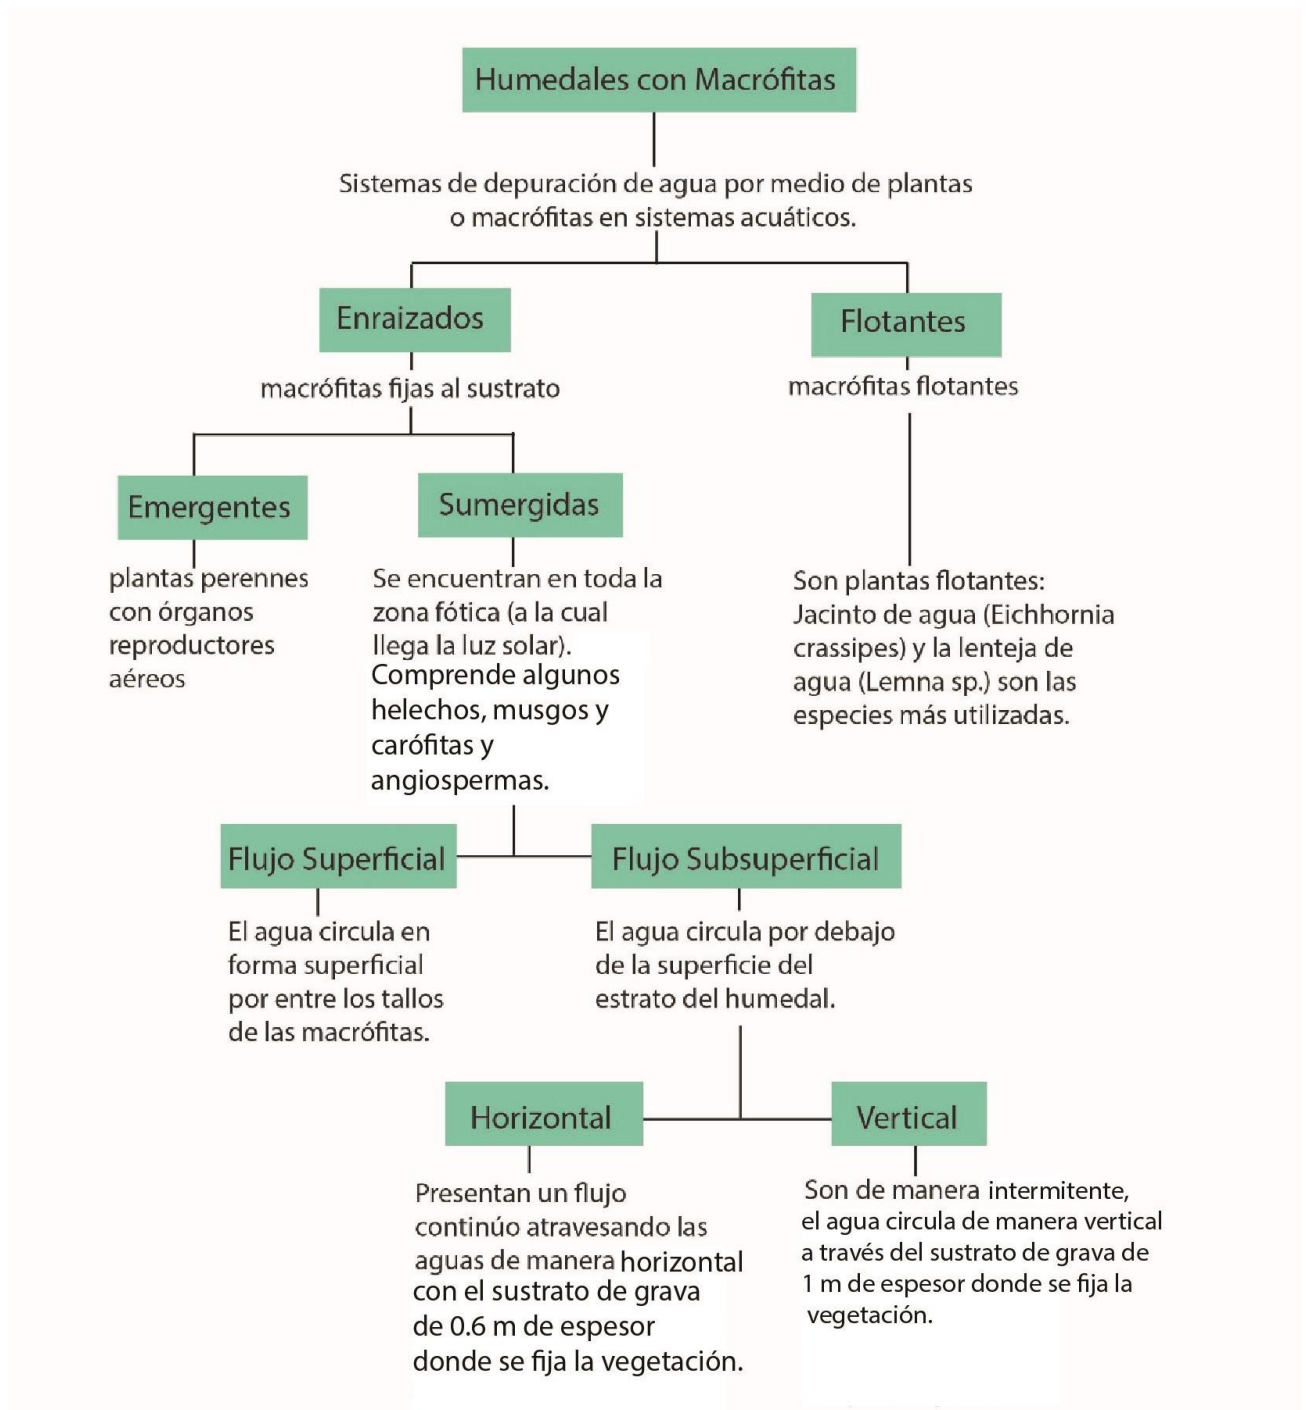 Humedales con Macrófitas
Sistemas de depuración de agua por medio de plantas
o macrófitas en sistemas acuáticos.
Enraizados
Flotantes
macrófitas fijas al sustrato
macrófitas flotantes
Emergentes
Sumergidas
plantas perennes
con órganos
reproductores
aéreos
Se encuentran en toda la
zona fótica (a la cual
llega la luz solar).
Comprende algunos
helechos, musgos y
carófitas y
angiospermas.
Son plantas flotantes:
Jacinto de agua (Eichhornia
crassipes) y la lenteja de
agua (Lemna sp.) son las
especies más utilizadas.
Flujo Superficial
Flujo Subsuperficial
El agua circula en
forma superficial
por entre los tallos
de las macrófitas.
El agua circula por debajo
de la superficie del
estrato del humedal.
Horizontal
Vertical
Presentan un flujo
continúo atravesando las
aguas de manera horizontal
con el sustrato de grava
de 0.6 m de espesor
donde se fija la vegetación.
Son de manera intermitente,
el agua circula de manera vertical
a través del sustrato de grava de
1 m de espesor donde se fija la
vegetación.